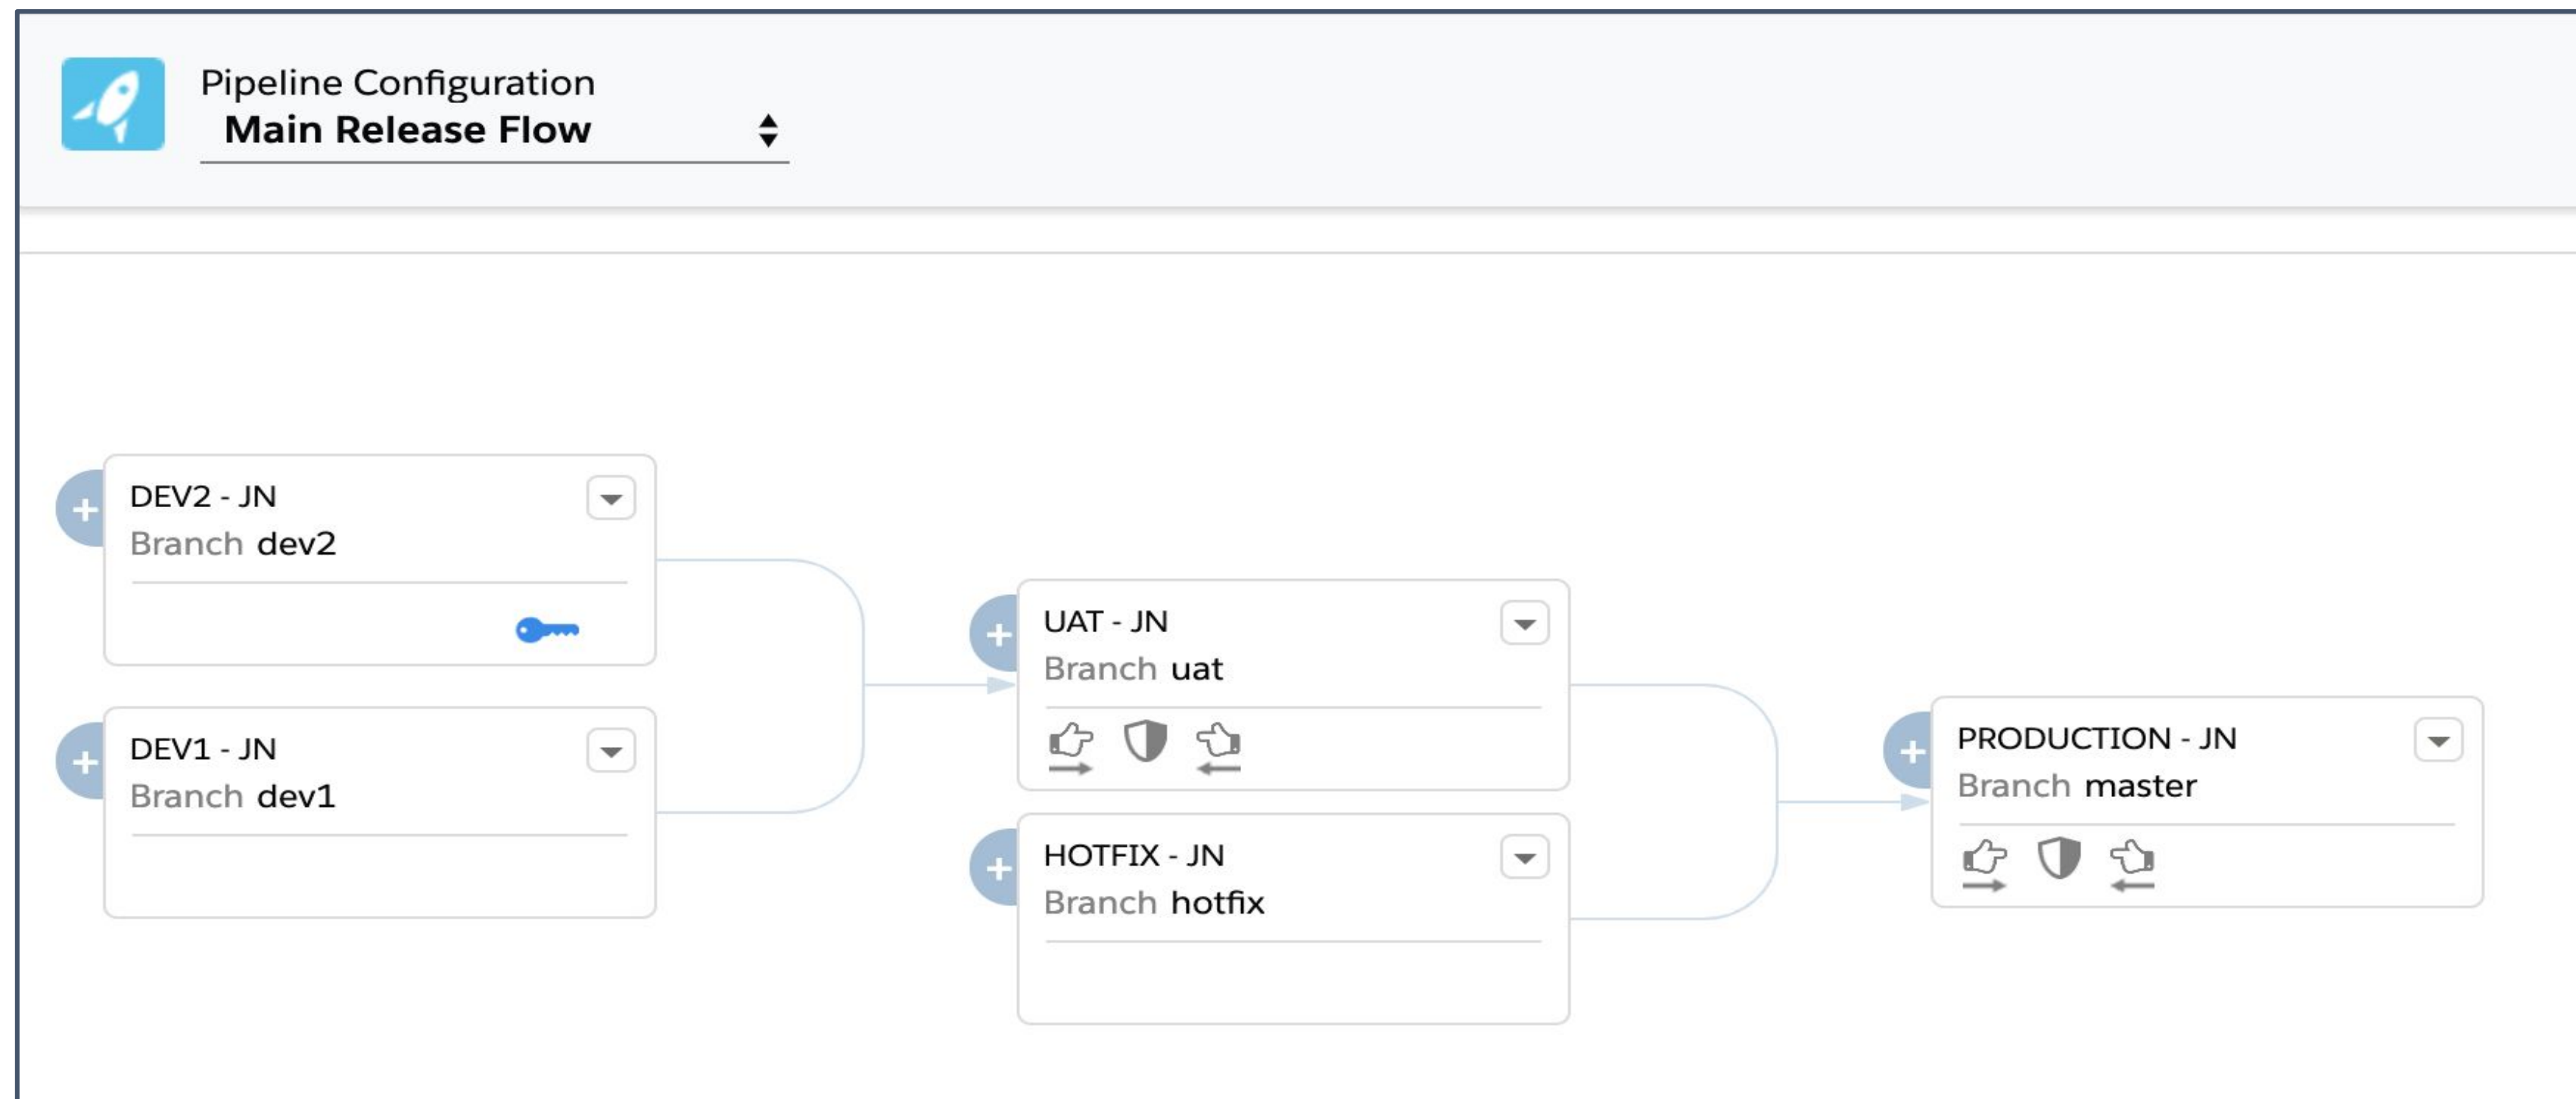 Pipeline Configuration
Main Release Flow
DEV2 - JN
Branch dev2
DEV1 - JN
Branch dev1
UAT - JN
Branch uat
HOTFIX - JN
Branch hotfix
PRODUCTION - JN
Branch master